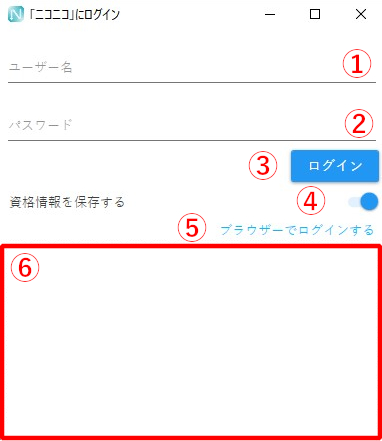 「ニコニコ」にログイン
ユーザー名 ①
パスワード ②
③ ログイン
資格情報を保存する ④
⑤ ブラウザーでログインする
⑥